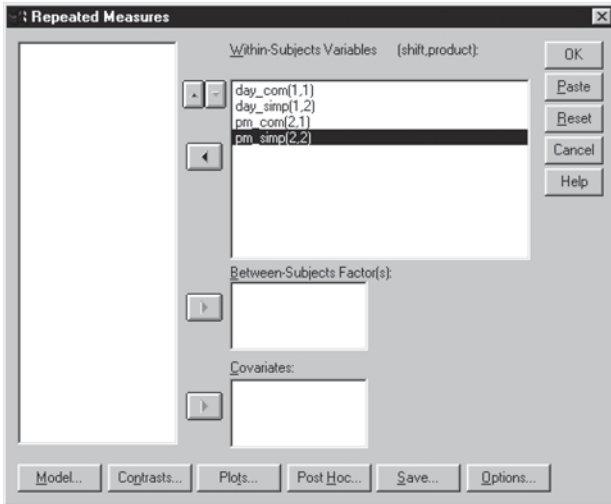 Repeated Measures
Within-Subjects Variables (shift,product):
day_com(1,1)
day_simp(1,2)
pm_com(2,1)
pm_simp(2,2)
OK
Paste
Reset
Cancel
Help
Between-Subjects Factor(s):
Covariates:
Model... Contrasts... Plots... Post Hoc... Save... Options...